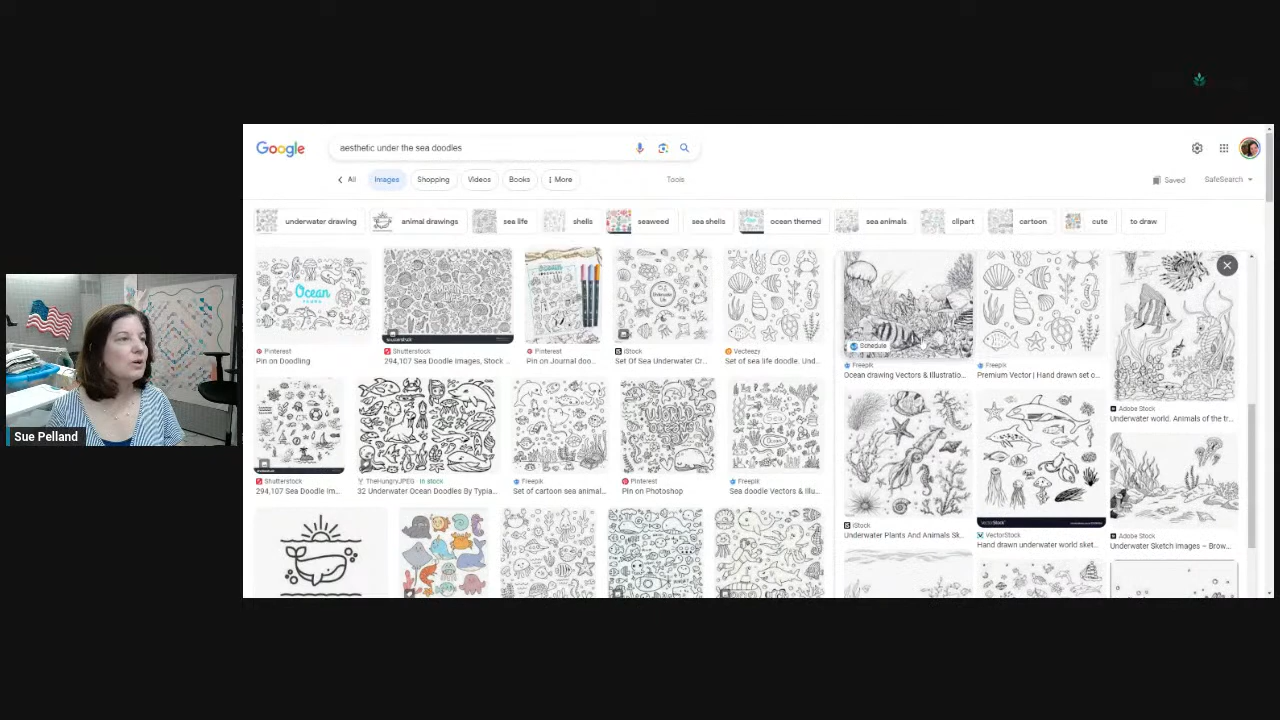 Google
aesthetic under the sea doodles
All
Images
Shopping
Videos
Books
More
Tools
Saved
SafeSearch
underwater drawing
animal drawings
sea life
shells
seaweed
sea shells
ocean themed
sea animals
clipart
cartoon
cute
to draw
Ocean
Pinterest
Pin on Doodling
Shutterstock
294,107 Sea Doodle Images, Stock ...
Pinterest
Pin on Journal doo...
iStock
Set Of Sea Underwater Cr...
Vecteezy
Set of sea life doodle. Und...
Schedule
Freepik
Ocean drawing Vectors & Illustratio...
Freepik
Premium Vector | Hand drawn set o...
Adobe Stock
Underwater world. Animals of the tr...
Shutterstock
294,107 Sea Doodle Im...
TheHungryJPEG · In stock
32 Underwater Ocean Doodles By Typia...
Freepik
Set of cartoon sea animal...
Pinterest
Pin on Photoshop
Freepik
Sea doodle Vectors & Illu...
iStock
Underwater Plants And Animals Sk...
VectorStock
VectorStock
Hand drawn underwater world sket...
Adobe Stock
Underwater Sketch Images – Brow...
Sue Pelland